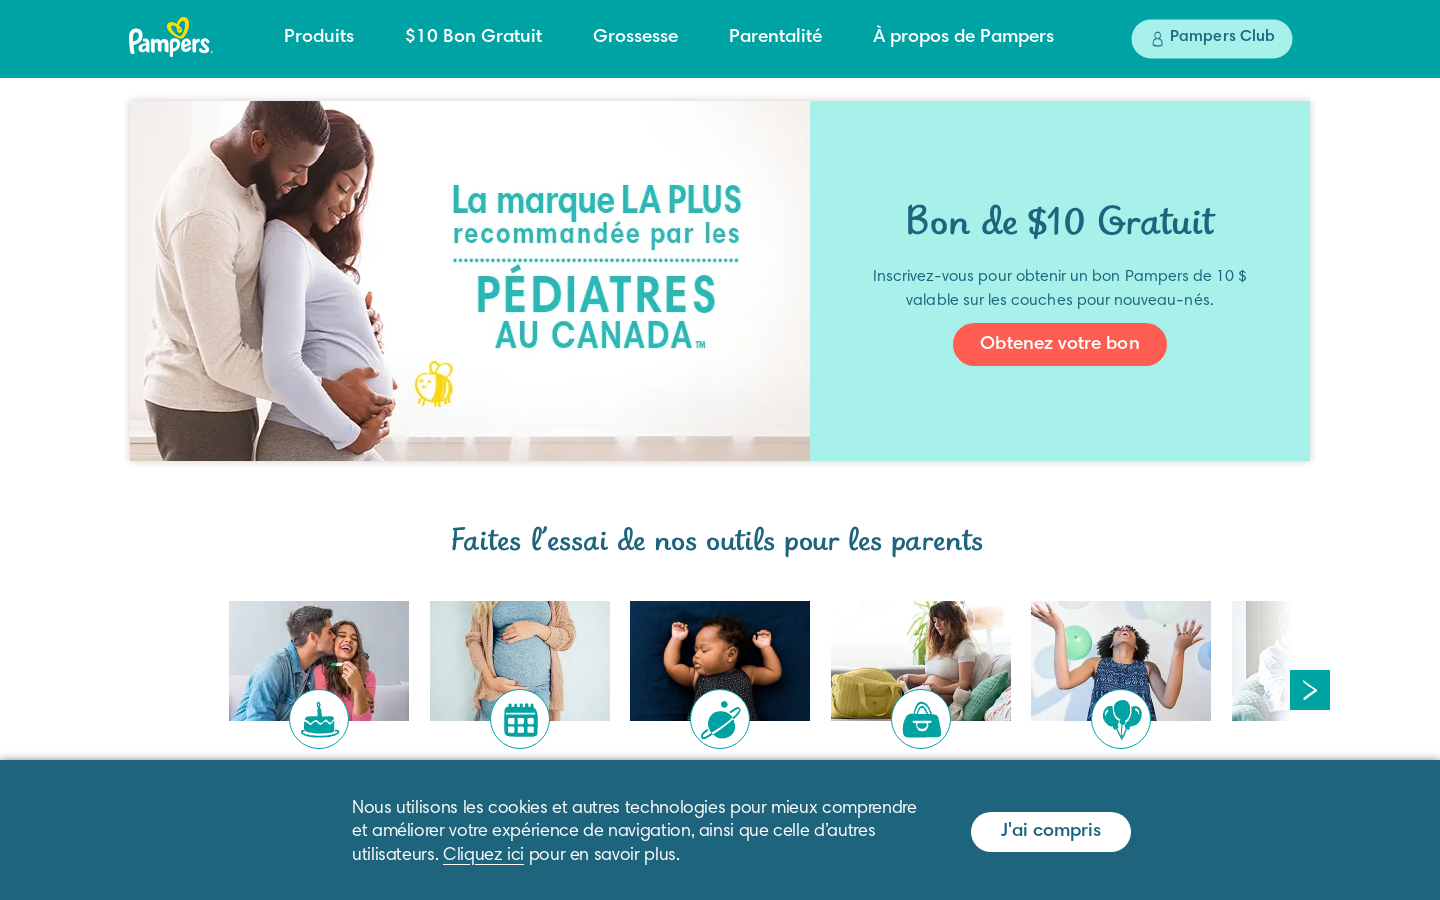 Pampers
Produits
$10 Bon Gratuit
Grossesse
Parentalité
À propos de Pampers
Pampers Club
La marque LA PLUS
recommandée par les
PÉDIATRES
AU CANADA™
Bon de $10 Gratuit
Inscrivez-vous pour obtenir un bon Pampers de 10 $
valable sur les couches pour nouveau-nés.
Obtenez votre bon
Faites l’essai de nos outils pour les parents
Nous utilisons les cookies et autres technologies pour mieux comprendre
et améliorer votre expérience de navigation, ainsi que celle d’autres
utilisateurs. Cliquez ici pour en savoir plus.
J'ai compris